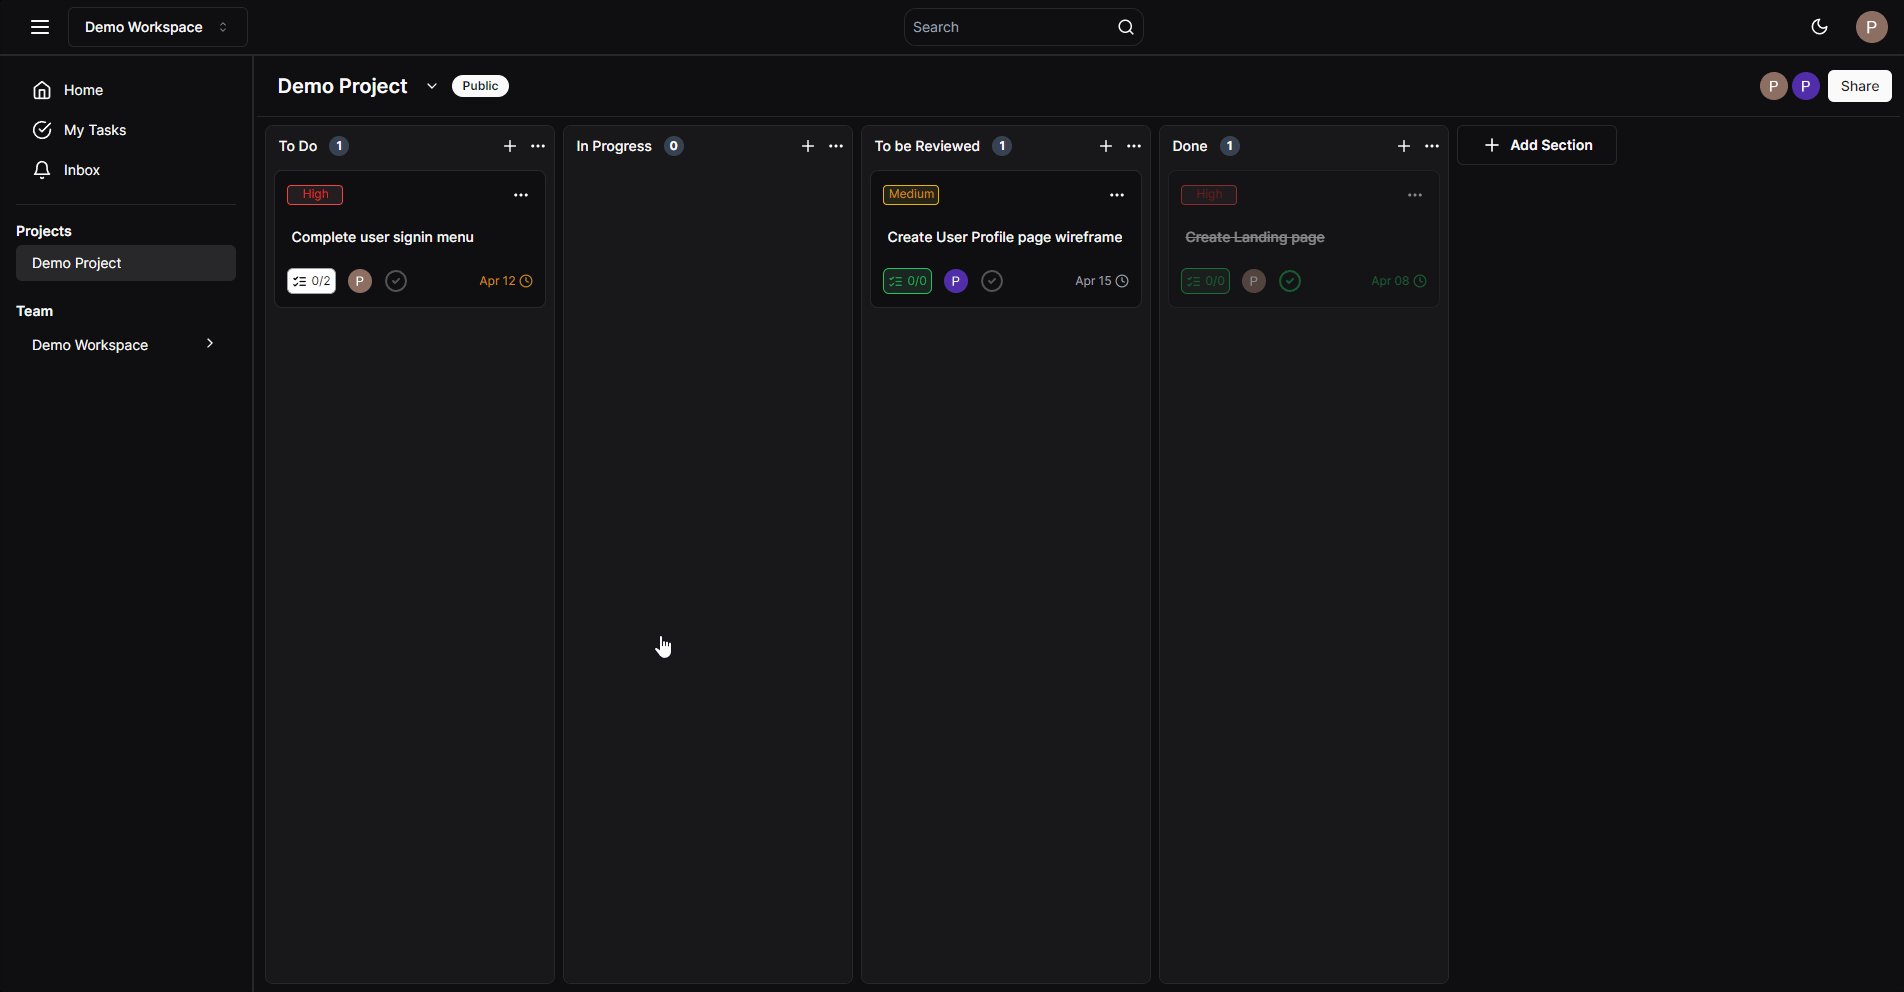 Demo Workspace
Search
P
Home
My Tasks
Inbox
Projects
Demo Project
Team
Demo Workspace
Demo Project
Public
P
P
Share
To Do 1
High
Complete user signin menu
0/2
P
Apr 12
In Progress 0
To be Reviewed 1
Medium
Create User Profile page wireframe
0/0
P
Apr 15
Done 1
High
Create Landing page
0/0
P
Apr 08
Add Section